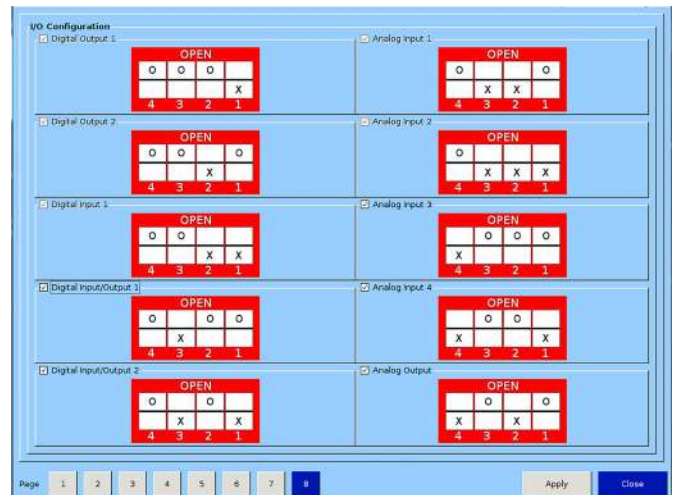 I/O Configuration
Digital Output 1
OPEN
O O O
X
4 3 2 1
Analog Input 1
OPEN
O O
X X
4 3 2 1
Digital Output 2
OPEN
O O O
X
4 3 2 1
Analog Input 2
OPEN
O
X X X
4 3 2 1
Digital Input 1
OPEN
O O
X X
4 3 2 1
Analog Input 3
OPEN
O O O
X
4 3 2 1
Digital Input/Output 1
OPEN
O O O
X
4 3 2 1
Analog Input 4
OPEN
O O
X X
4 3 2 1
Digital Input/Output 2
OPEN
O O
X X
4 3 2 1
Analog Output
OPEN
O O
X X
4 3 2 1
Page 1 2 3 4 5 6 7 8 Apply Close